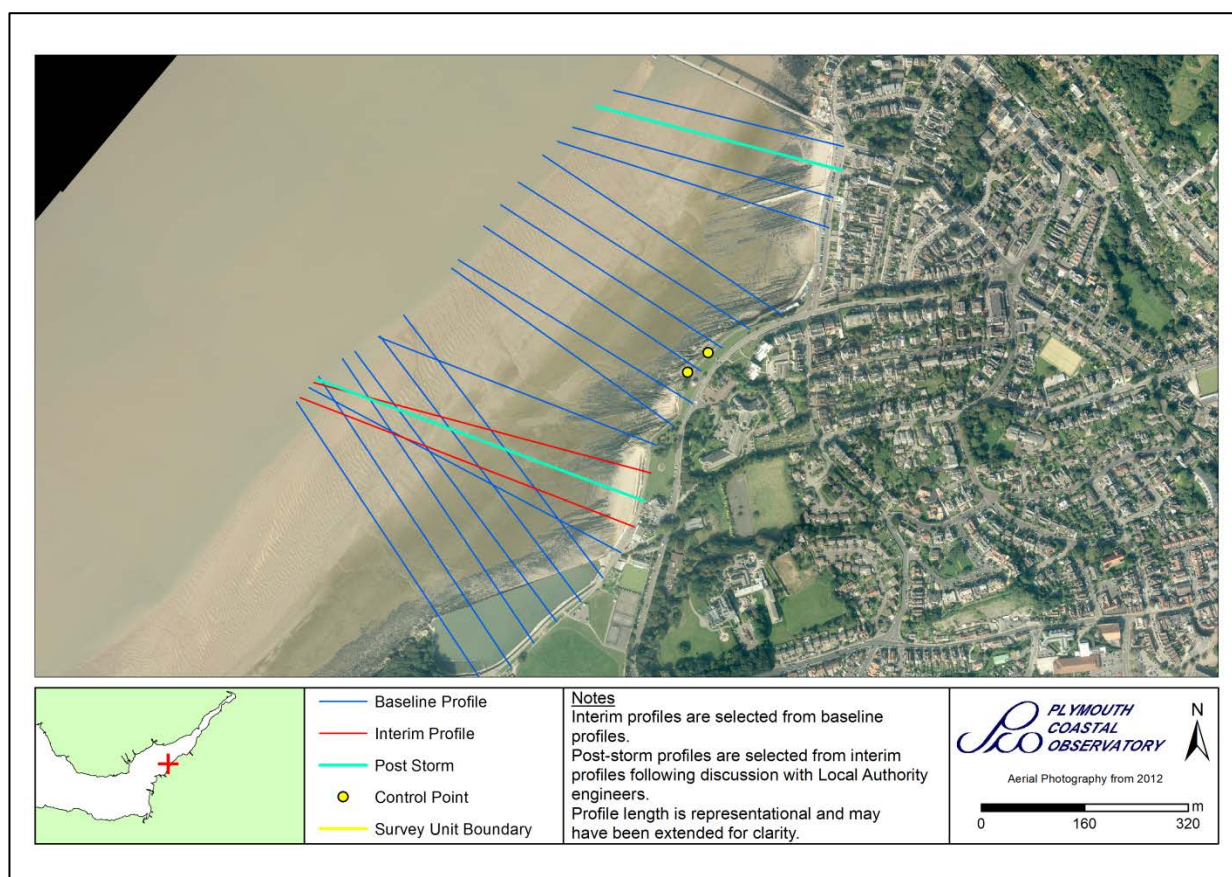 Baseline Profile
Interim Profile
Post Storm
Control Point
Survey Unit Boundary
Notes
Interim profiles are selected from baseline
profiles.
Post-storm profiles are selected from interim
profiles following discussion with Local Authority
engineers.
Profile length is representational and may
have been extended for clarity.
PCO
PLYMOUTH
COASTAL
OBSERVATORY
N
Aerial Photography from 2012
m
0 160 320